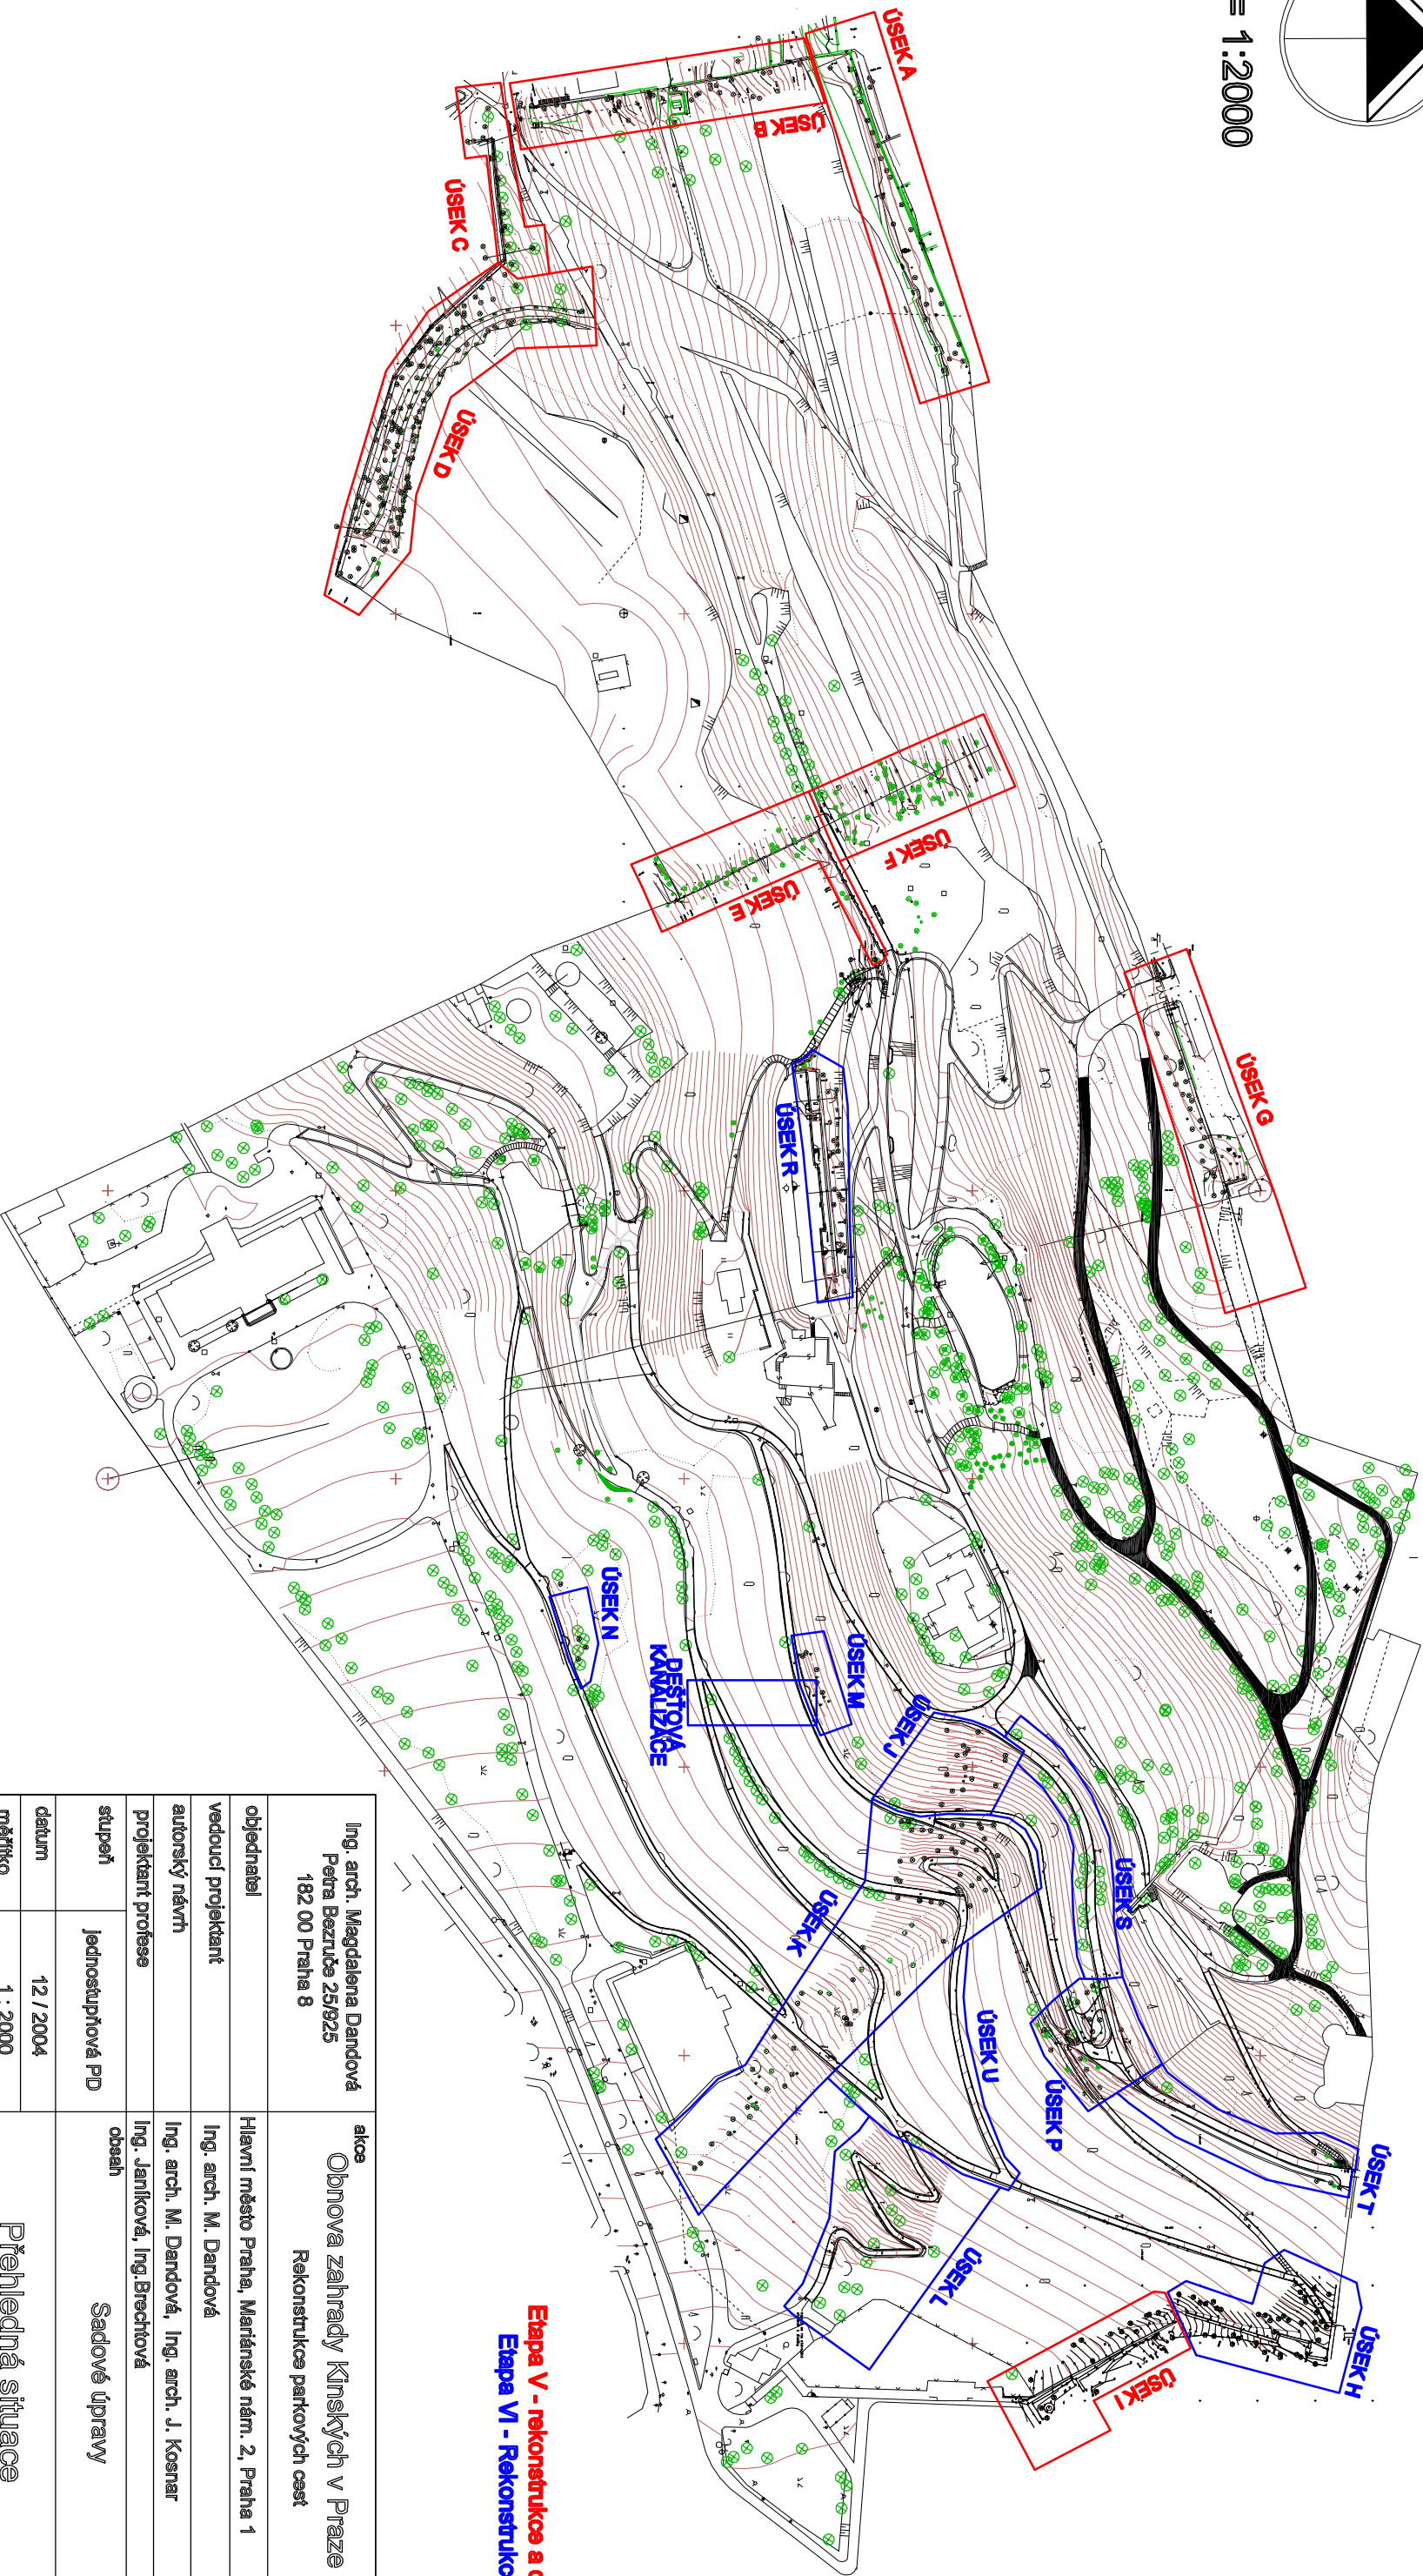 = 1:2000
ÚSEK A
ÚSEK B
ÚSEK C
ÚSEK D
ÚSEK F
ÚSEK E
ÚSEK G
ÚSEK R
ÚSEK N
DEŠŤOVÁ
KANALIZACE
ÚSEK M
ÚSEK J
ÚSEK S
ÚSEK K
ÚSEK U
ÚSEK P
ÚSEK T
ÚSEK L
ÚSEK H
ÚSEK I
Etapa V - rekonstrukce a
Etapa VI - Rekonstrukc
Ing. arch. Magdalena Dandová
Petra Bezruče 25/925
182 00 Praha 8
akce
Obnova zahrady Kinských v Praze
Rekonstrukce parkových cest
objednatel
Hlavní město Praha, Mariánské nám. 2, Praha 1
vedoucí projektant
Ing. arch. M. Dandová
autorský návrh
Ing. arch. M. Dandová, Ing. arch. J. Kosnar
projektant profese
Ing. Janíková, Ing.Brechtová
stupeň
jednostupňová PD
obsah
Sadové úpravy
datum
12 / 2004
měřítko
1 : 2000
Přehledná situace